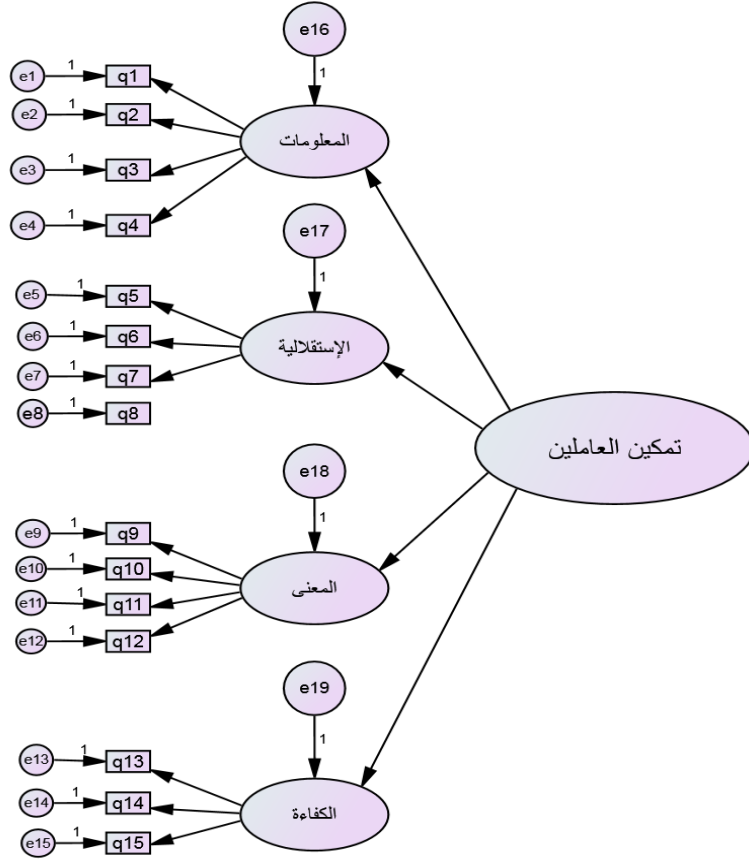 e16
1
e1 1 q1
e2 1 q2
المعلومات
e3 1 q3
e4 1 q4
e17
1
e5 1 q5
e6 1 q6
الإستقلالية
e7 1 q7
e8 1 q8
تمكين العاملين
e18
1
e9 1 q9
e10 1 q10
المعنى
e11 1 q11
e12 1 q12
e19
1
e13 1 q13
e14 1 q14
الكفاءة
e15 1 q15